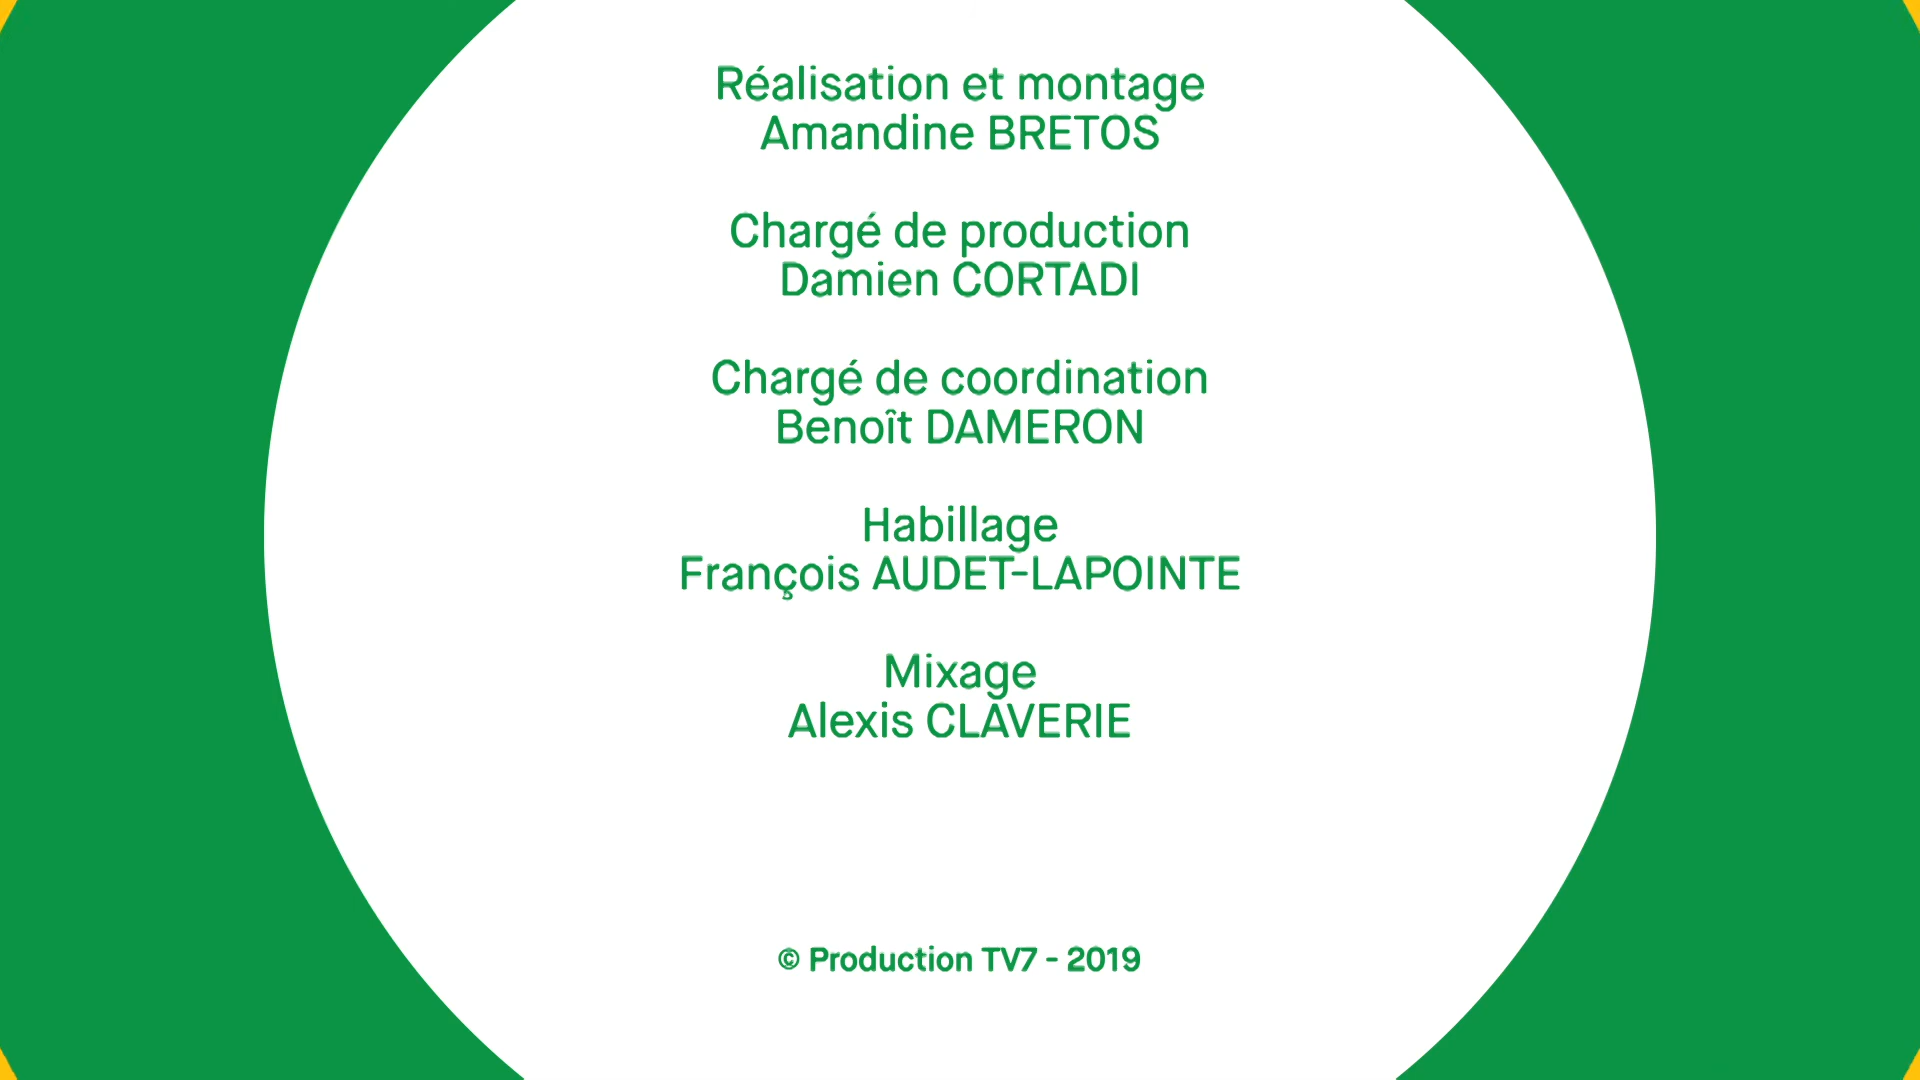 Réalisation et montage
Amandine BRETOS
Chargé de production
Damien CORTADI
Chargé de coordination
Benoît DAMERON
Habillage
François AUDET-LAPOINTE
Mixage
Alexis CLAVERIE
© Production TV7 - 2019